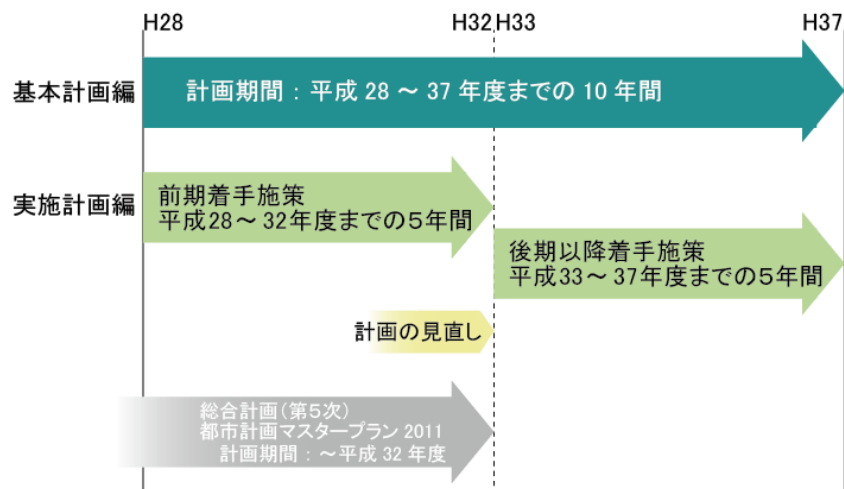 H28
H32
H33
H37
基本計画編
計画期間：平成 28 ～ 37 年度までの 10 年間
実施計画編
前期着手施策
平成28～ 32年度までの５年間
後期以降着手施策
平成33～ 37年度までの５年間
計画の見直し
総合計画(第５次)
都市計画マスタープラン 2011
計画期間：～平成 32 年度